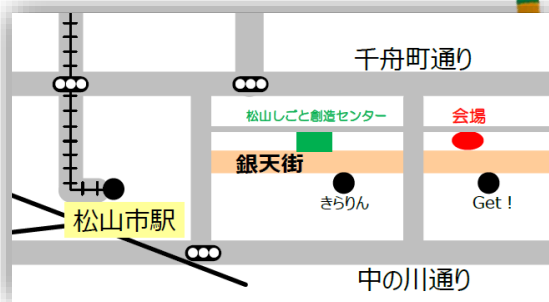 千舟町通り
松山しごと創造センター
会場
銀天街
きらりん
Get！
松山市駅
中の川通り